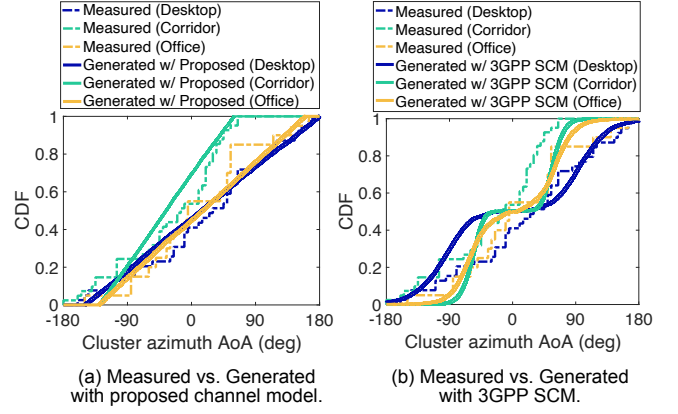 Measured (Desktop)
Measured (Corridor)
Measured (Office)
Generated w/ Proposed (Desktop)
Generated w/ Proposed (Corridor)
Generated w/ Proposed (Office)
1
0.8
0.6
0.4
0.2
0
CDF
-180
-90
0
90
180
Cluster azimuth AoA (deg)
(a) Measured vs. Generated
with proposed channel model.
Measured (Desktop)
Measured (Corridor)
Measured (Office)
Generated w/ 3GPP SCM (Desktop)
Generated w/ 3GPP SCM (Corridor)
Generated w/ 3GPP SCM (Office)
1
0.8
0.6
0.4
0.2
0
CDF
-180
-90
0
90
180
Cluster azimuth AoA (deg)
(b) Measured vs. Generated
with 3GPP SCM.